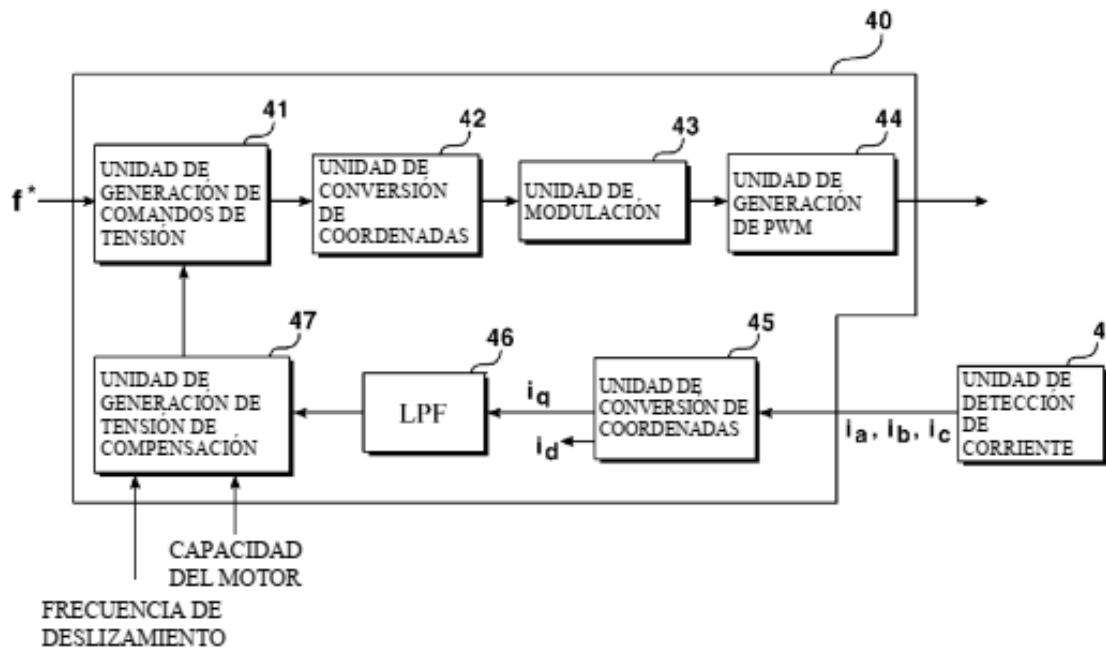 40
41
42
43
44
UNIDAD DE
GENERACIÓN DE
COMANDOS DE
TENSIÓN
UNIDAD DE
CONVERSIÓN
DE
COORDENADAS
UNIDAD DE
MODULACIÓN
UNIDAD DE
GENERACIÓN
DE PWM
f*
47
46
45
4
UNIDAD DE
GENERACIÓN DE
TENSIÓN DE
COMPENSACIÓN
LPF
iq
id
UNIDAD DE
CONVERSIÓN DE
COORDENADAS
ia, ib, ic
UNIDAD DE
DETECCIÓN
DE
CORRIENTE
CAPACIDAD
DEL MOTOR
FRECUENCIA DE
DESLIZAMIENTO